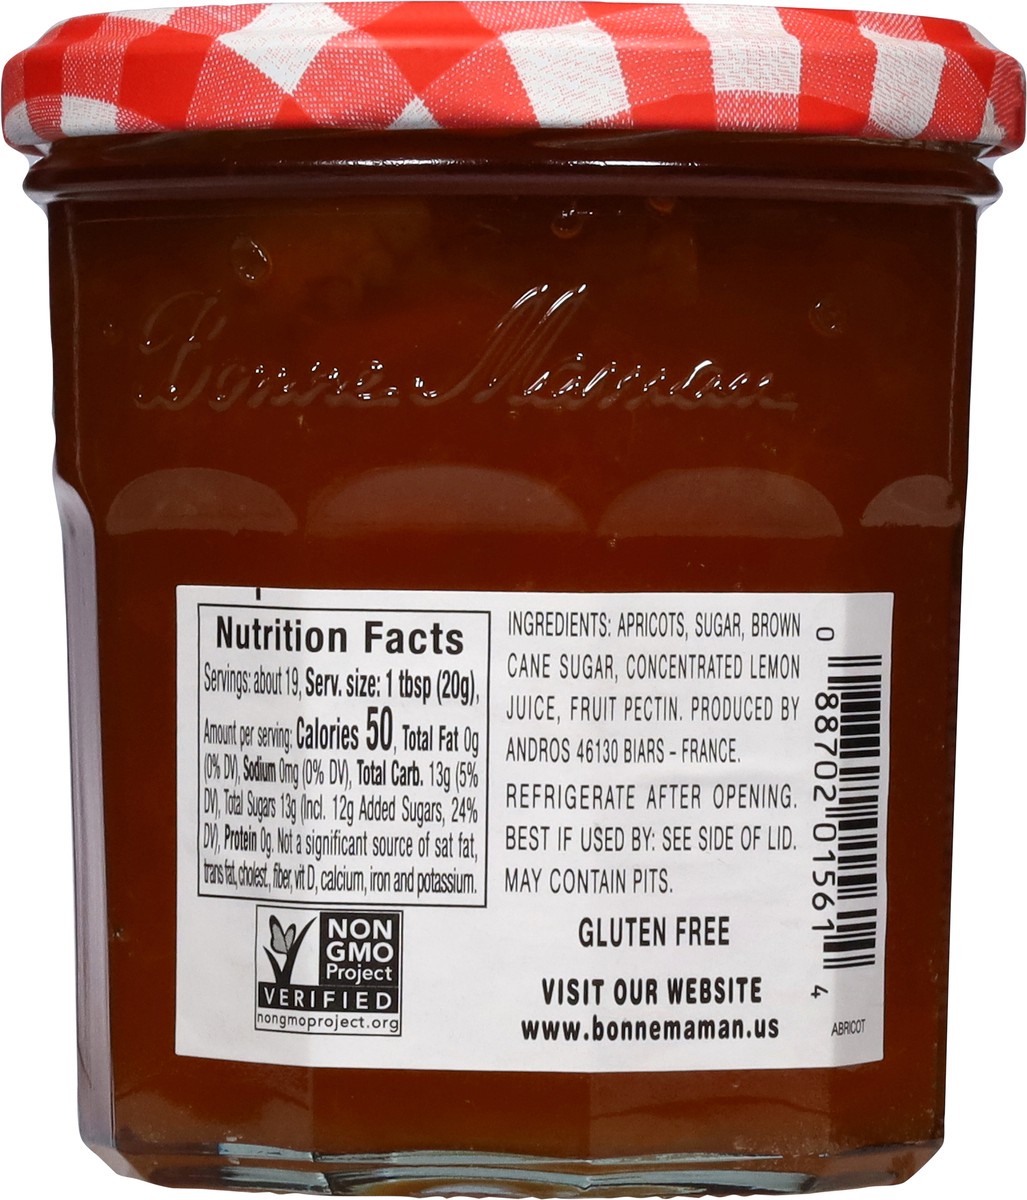 Bonne Maman
Nutrition Facts
Servings: about 19, Serv. size: 1 tbsp (20g),
Amount per serving: Calories 50, Total Fat 0g
(0% DV), Sodium 0mg (0% DV), Total Carb. 13g (5%
DV), Total Sugars 13g (Incl. 12g Added Sugars, 24%
DV), Protein 0g. Not a significant source of sat fat,
trans fat, cholest., fiber, vit D, calcium, iron and potassium.
NON
GMO
Project
VERIFIED
nongmoproject.org
INGREDIENTS: APRICOTS, SUGAR, BROWN
CANE SUGAR, CONCENTRATED LEMON
JUICE, FRUIT PECTIN. PRODUCED BY
ANDROS 46130 BIARS – FRANCE.
REFRIGERATE AFTER OPENING.
BEST IF USED BY: SEE SIDE OF LID.
MAY CONTAIN PITS.
GLUTEN FREE
VISIT OUR WEBSITE
www.bonnemaman.us
0 88702 01561 4
ABRICOT